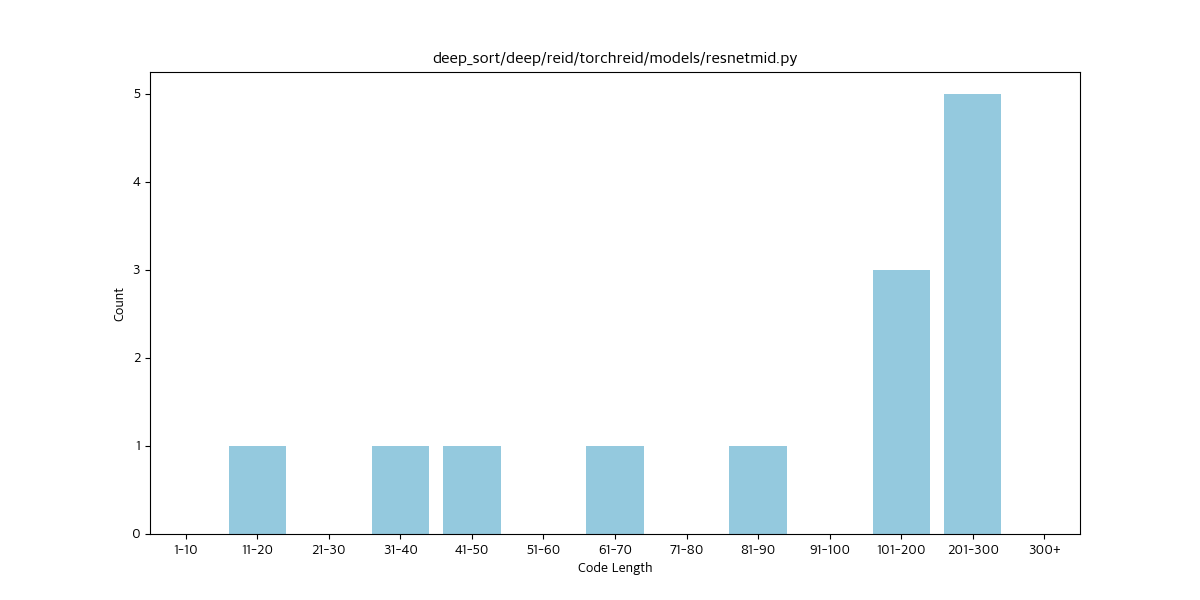 deep_sort/deep/reid/torchreid/models/resnetmid.py
5
4
3
2
1
0
Count
1-10 11-20 21-30 31-40 41-50 51-60 61-70 71-80 81-90 91-100 101-200 201-300 300+
Code Length